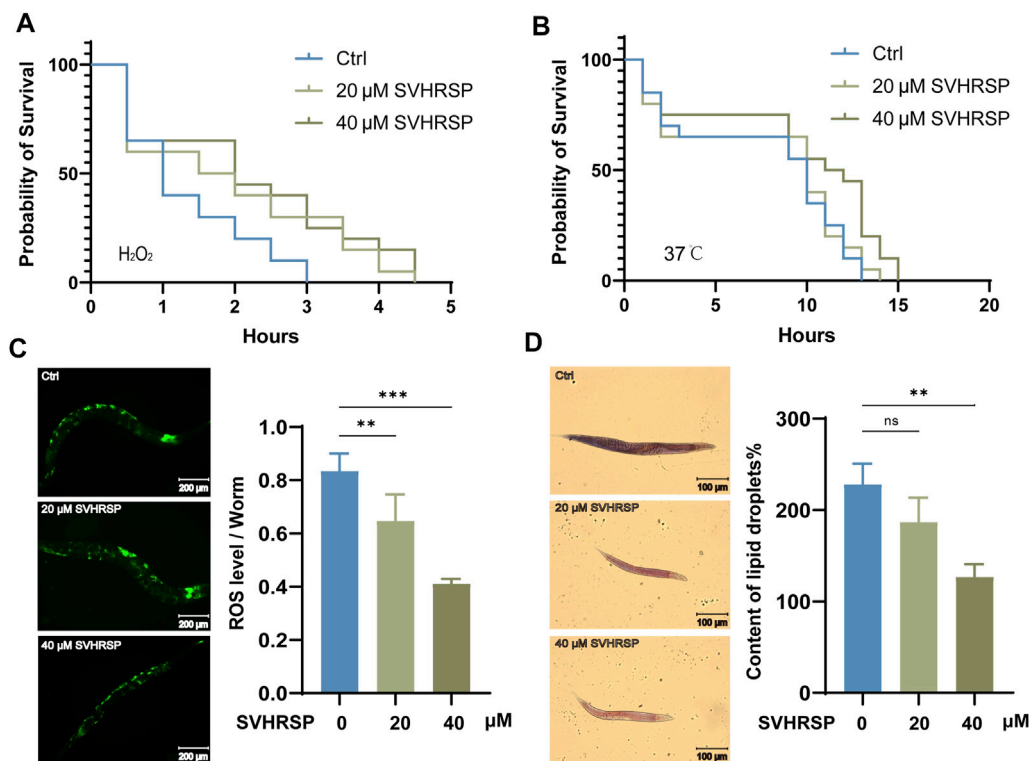 A
Ctrl
20 μM SVHRSP
40 μM SVHRSP
Probability of Survival
100
50
0
H₂O₂
0 1 2 3 4 5
Hours
B
Ctrl
20 μM SVHRSP
40 μM SVHRSP
Probability of Survival
100
50
0
37℃
0 5 10 15 20
Hours
C
Ctrl
200 μm
20 μM SVHRSP
200 μm
40 μM SVHRSP
200 μm
ROS level / Worm
1.0
0.8
0.6
0.4
0.2
0.0
***
**
SVHRSP 0 20 40 μM
D
Ctrl
100 μm
20 μM SVHRSP
100 μm
40 μM SVHRSP
100 μm
Content of lipid droplets%
300
200
100
0
**
ns
SVHRSP 0 20 40 μM